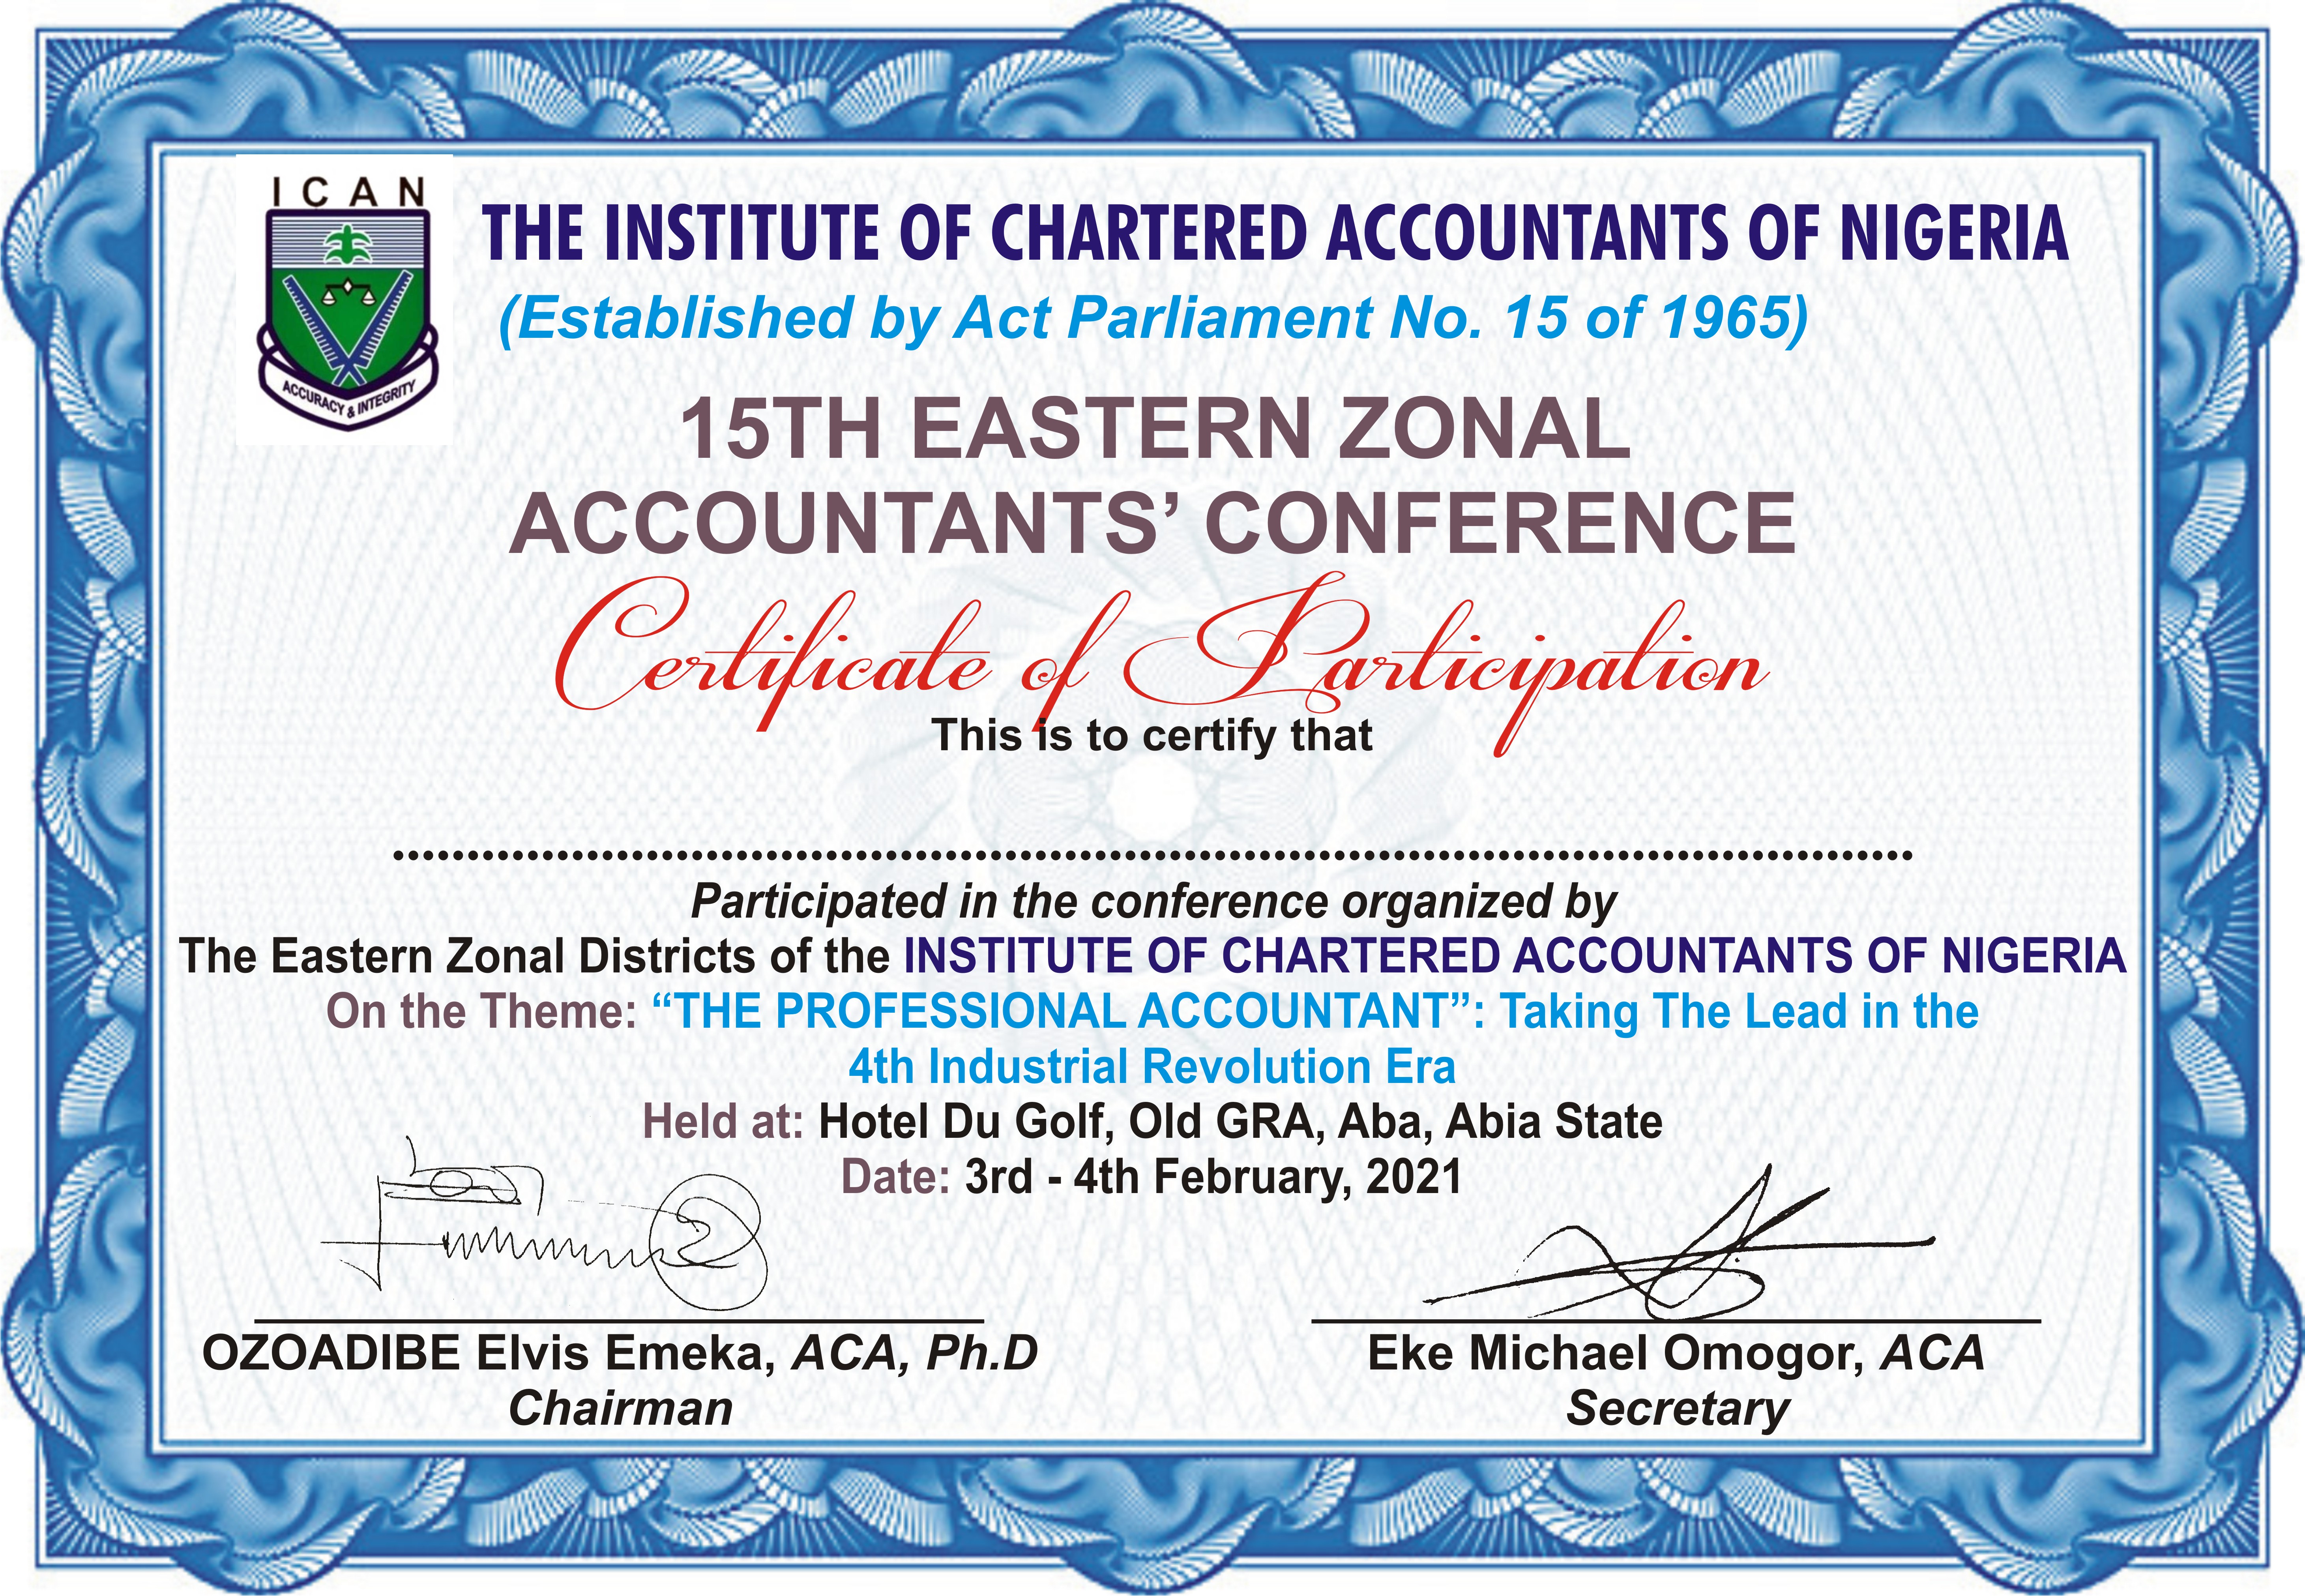 I C A N
ACCURACY & INTEGRITY
THE INSTITUTE OF CHARTERED ACCOUNTANTS OF NIGERIA
(Established by Act Parliament No. 15 of 1965)
15TH EASTERN ZONAL
ACCOUNTANTS’ CONFERENCE
Certificate of Participation
This is to certify that
Participated in the conference organized by
The Eastern Zonal Districts of the INSTITUTE OF CHARTERED ACCOUNTANTS OF NIGERIA
On the Theme: “THE PROFESSIONAL ACCOUNTANT”: Taking The Lead in the
4th Industrial Revolution Era
Held at: Hotel Du Golf, Old GRA, Aba, Abia State
Date: 3rd - 4th February, 2021
OZOADIBE Elvis Emeka, ACA, Ph.D
Chairman
Eke Michael Omogor, ACA
Secretary